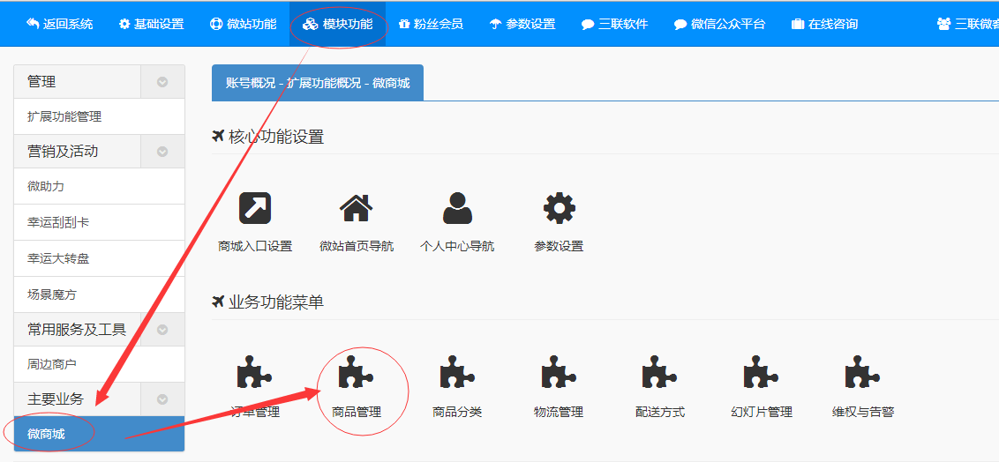 返回系统 基础设置 微站功能 模块功能 粉丝会员 参数设置 三联软件 微信公众平台 在线咨询 三联微客
管理
扩展功能管理
营销及活动
微助力
幸运刮刮卡
幸运大转盘
场景魔方
常用服务及工具
周边商户
主要业务
微商城
账号概况 - 扩展功能概况 - 微商城
核心功能设置
商城入口设置 微站首页导航 个人中心导航 参数设置
业务功能菜单
订单管理 商品管理 商品分类 物流管理 配送方式 幻灯片管理 维权与告警